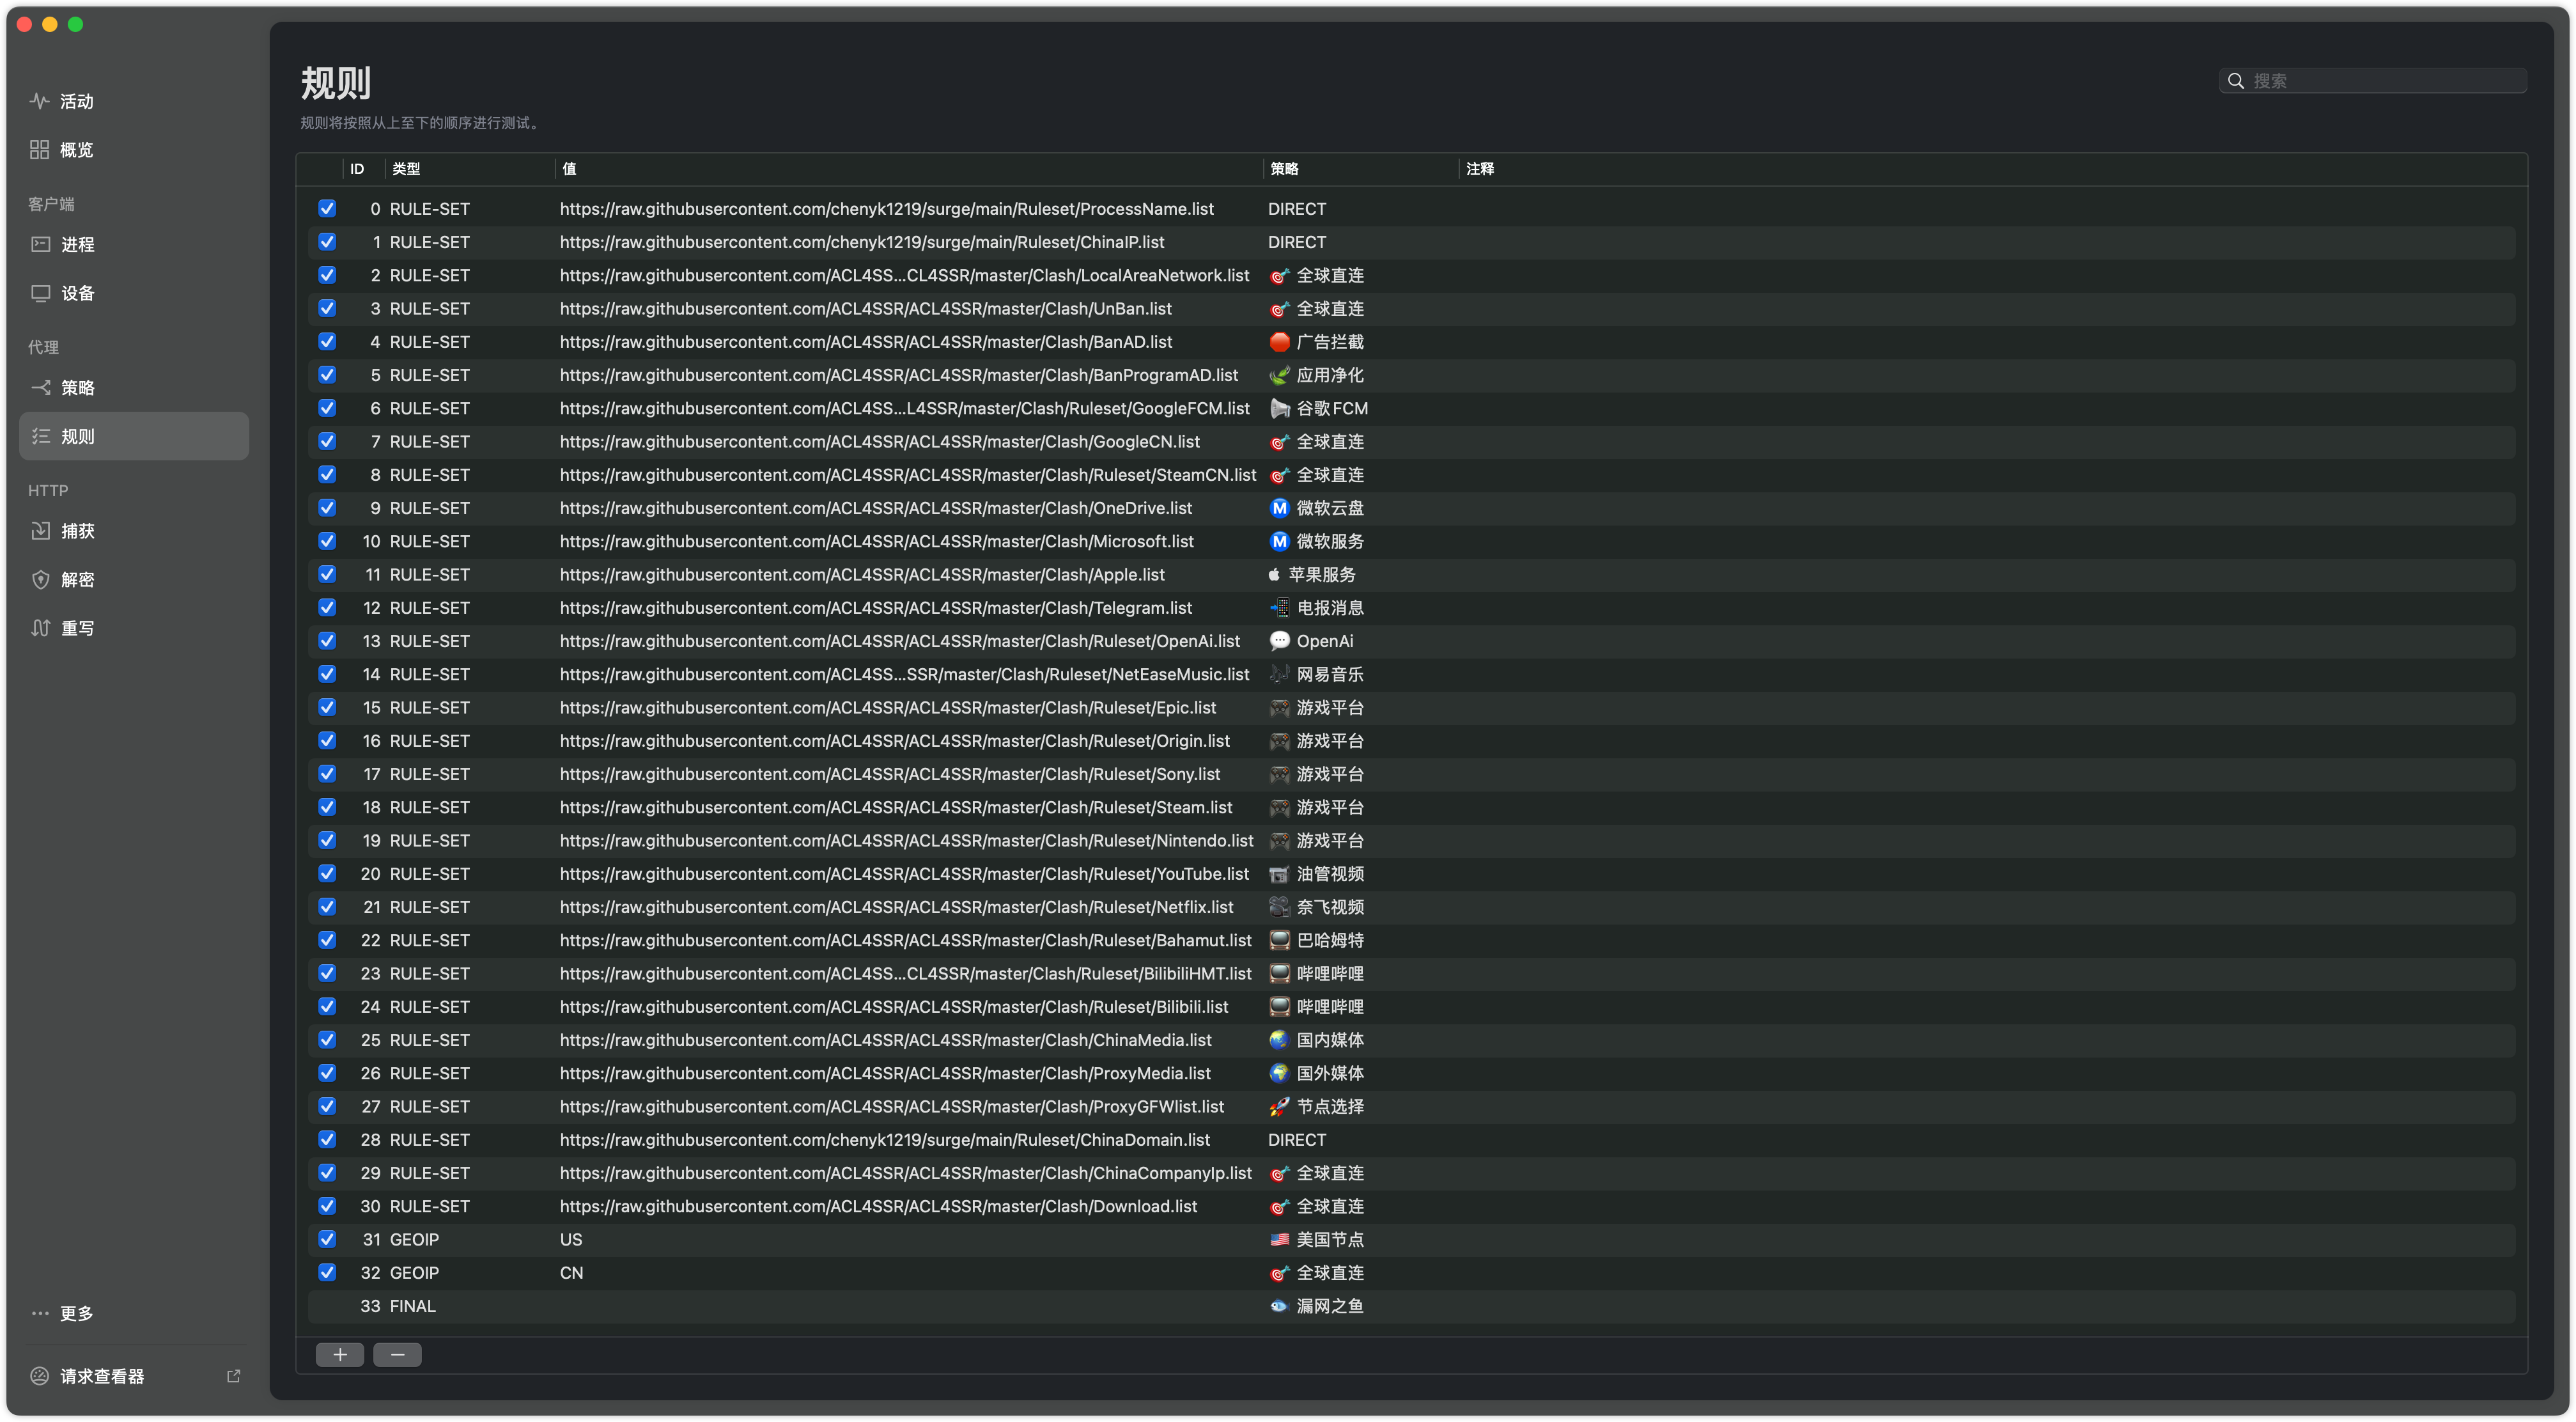 活动
概览
客户端
进程
设备
代理
策略
规则
HTTP
捕获
解密
重写
更多
请求查看器
规则
规则将按照从上至下的顺序进行测试。
搜索
ID 类型 值 策略 注释
0 RULE-SET https://raw.githubusercontent.com/chenyk1219/surge/main/Ruleset/ProcessName.list DIRECT
1 RULE-SET https://raw.githubusercontent.com/chenyk1219/surge/main/Ruleset/ChinaIP.list DIRECT
2 RULE-SET https://raw.githubusercontent.com/ACL4SS...CL4SSR/master/Clash/LocalAreaNetwork.list 🎯 全球直连
3 RULE-SET https://raw.githubusercontent.com/ACL4SSR/ACL4SSR/master/Clash/UnBan.list 🎯 全球直连
4 RULE-SET https://raw.githubusercontent.com/ACL4SSR/ACL4SSR/master/Clash/BanAD.list 🛑 广告拦截
5 RULE-SET https://raw.githubusercontent.com/ACL4SSR/ACL4SSR/master/Clash/BanProgramAD.list 🍃 应用净化
6 RULE-SET https://raw.githubusercontent.com/ACL4SS...L4SSR/master/Clash/Ruleset/GoogleFCM.list 📢 谷歌FCM
7 RULE-SET https://raw.githubusercontent.com/ACL4SSR/ACL4SSR/master/Clash/GoogleCN.list 🎯 全球直连
8 RULE-SET https://raw.githubusercontent.com/ACL4SSR/ACL4SSR/master/Clash/Ruleset/SteamCN.list 🎯 全球直连
9 RULE-SET https://raw.githubusercontent.com/ACL4SSR/ACL4SSR/master/Clash/OneDrive.list Ⓜ️ 微软云盘
10 RULE-SET https://raw.githubusercontent.com/ACL4SSR/ACL4SSR/master/Clash/Microsoft.list Ⓜ️ 微软服务
11 RULE-SET https://raw.githubusercontent.com/ACL4SSR/ACL4SSR/master/Clash/Apple.list 苹果服务
12 RULE-SET https://raw.githubusercontent.com/ACL4SSR/ACL4SSR/master/Clash/Telegram.list 📲 电报消息
13 RULE-SET https://raw.githubusercontent.com/ACL4SSR/ACL4SSR/master/Clash/Ruleset/OpenAi.list 💬 OpenAi
14 RULE-SET https://raw.githubusercontent.com/ACL4SS...SSR/master/Clash/Ruleset/NetEaseMusic.list 🎶 网易音乐
15 RULE-SET https://raw.githubusercontent.com/ACL4SSR/ACL4SSR/master/Clash/Ruleset/Epic.list 🎮 游戏平台
16 RULE-SET https://raw.githubusercontent.com/ACL4SSR/ACL4SSR/master/Clash/Ruleset/Origin.list 🎮 游戏平台
17 RULE-SET https://raw.githubusercontent.com/ACL4SSR/ACL4SSR/master/Clash/Ruleset/Sony.list 🎮 游戏平台
18 RULE-SET https://raw.githubusercontent.com/ACL4SSR/ACL4SSR/master/Clash/Ruleset/Steam.list 🎮 游戏平台
19 RULE-SET https://raw.githubusercontent.com/ACL4SSR/ACL4SSR/master/Clash/Ruleset/Nintendo.list 🎮 游戏平台
20 RULE-SET https://raw.githubusercontent.com/ACL4SSR/ACL4SSR/master/Clash/Ruleset/YouTube.list 📹 油管视频
21 RULE-SET https://raw.githubusercontent.com/ACL4SSR/ACL4SSR/master/Clash/Ruleset/Netflix.list 🎥 奈飞视频
22 RULE-SET https://raw.githubusercontent.com/ACL4SSR/ACL4SSR/master/Clash/Ruleset/Bahamut.list 📺 巴哈姆特
23 RULE-SET https://raw.githubusercontent.com/ACL4SS...CL4SSR/master/Clash/Ruleset/BilibiliHMT.list 📺 哔哩哔哩
24 RULE-SET https://raw.githubusercontent.com/ACL4SSR/ACL4SSR/master/Clash/Ruleset/Bilibili.list 📺 哔哩哔哩
25 RULE-SET https://raw.githubusercontent.com/ACL4SSR/ACL4SSR/master/Clash/ChinaMedia.list 🌏 国内媒体
26 RULE-SET https://raw.githubusercontent.com/ACL4SSR/ACL4SSR/master/Clash/ProxyMedia.list 🌍 国外媒体
27 RULE-SET https://raw.githubusercontent.com/ACL4SSR/ACL4SSR/master/Clash/ProxyGFWlist.list 🚀 节点选择
28 RULE-SET https://raw.githubusercontent.com/chenyk1219/surge/main/Ruleset/ChinaDomain.list DIRECT
29 RULE-SET https://raw.githubusercontent.com/ACL4SSR/ACL4SSR/master/Clash/ChinaCompanyIp.list 🎯 全球直连
30 RULE-SET https://raw.githubusercontent.com/ACL4SSR/ACL4SSR/master/Clash/Download.list 🎯 全球直连
31 GEOIP US 🇺🇸 美国节点
32 GEOIP CN 🎯 全球直连
33 FINAL 🐟 漏网之鱼